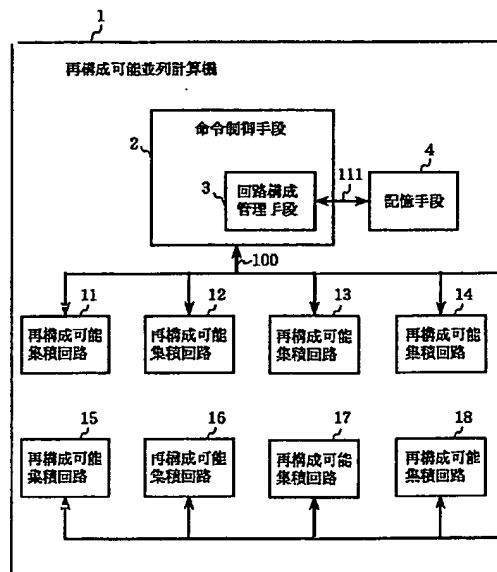 1
再構成可能並列計算機
命令制御手段
2
3
回路構成
管理手段
111
4
記憶手段
100
11
再構成可能
集積回路
12
再構成可能
集積回路
13
再構成可能
集積回路
14
再構成可能
集積回路
15
再構成可能
集積回路
16
再構成可能
集積回路
17
再構成可能
集積回路
18
再構成可能
集積回路